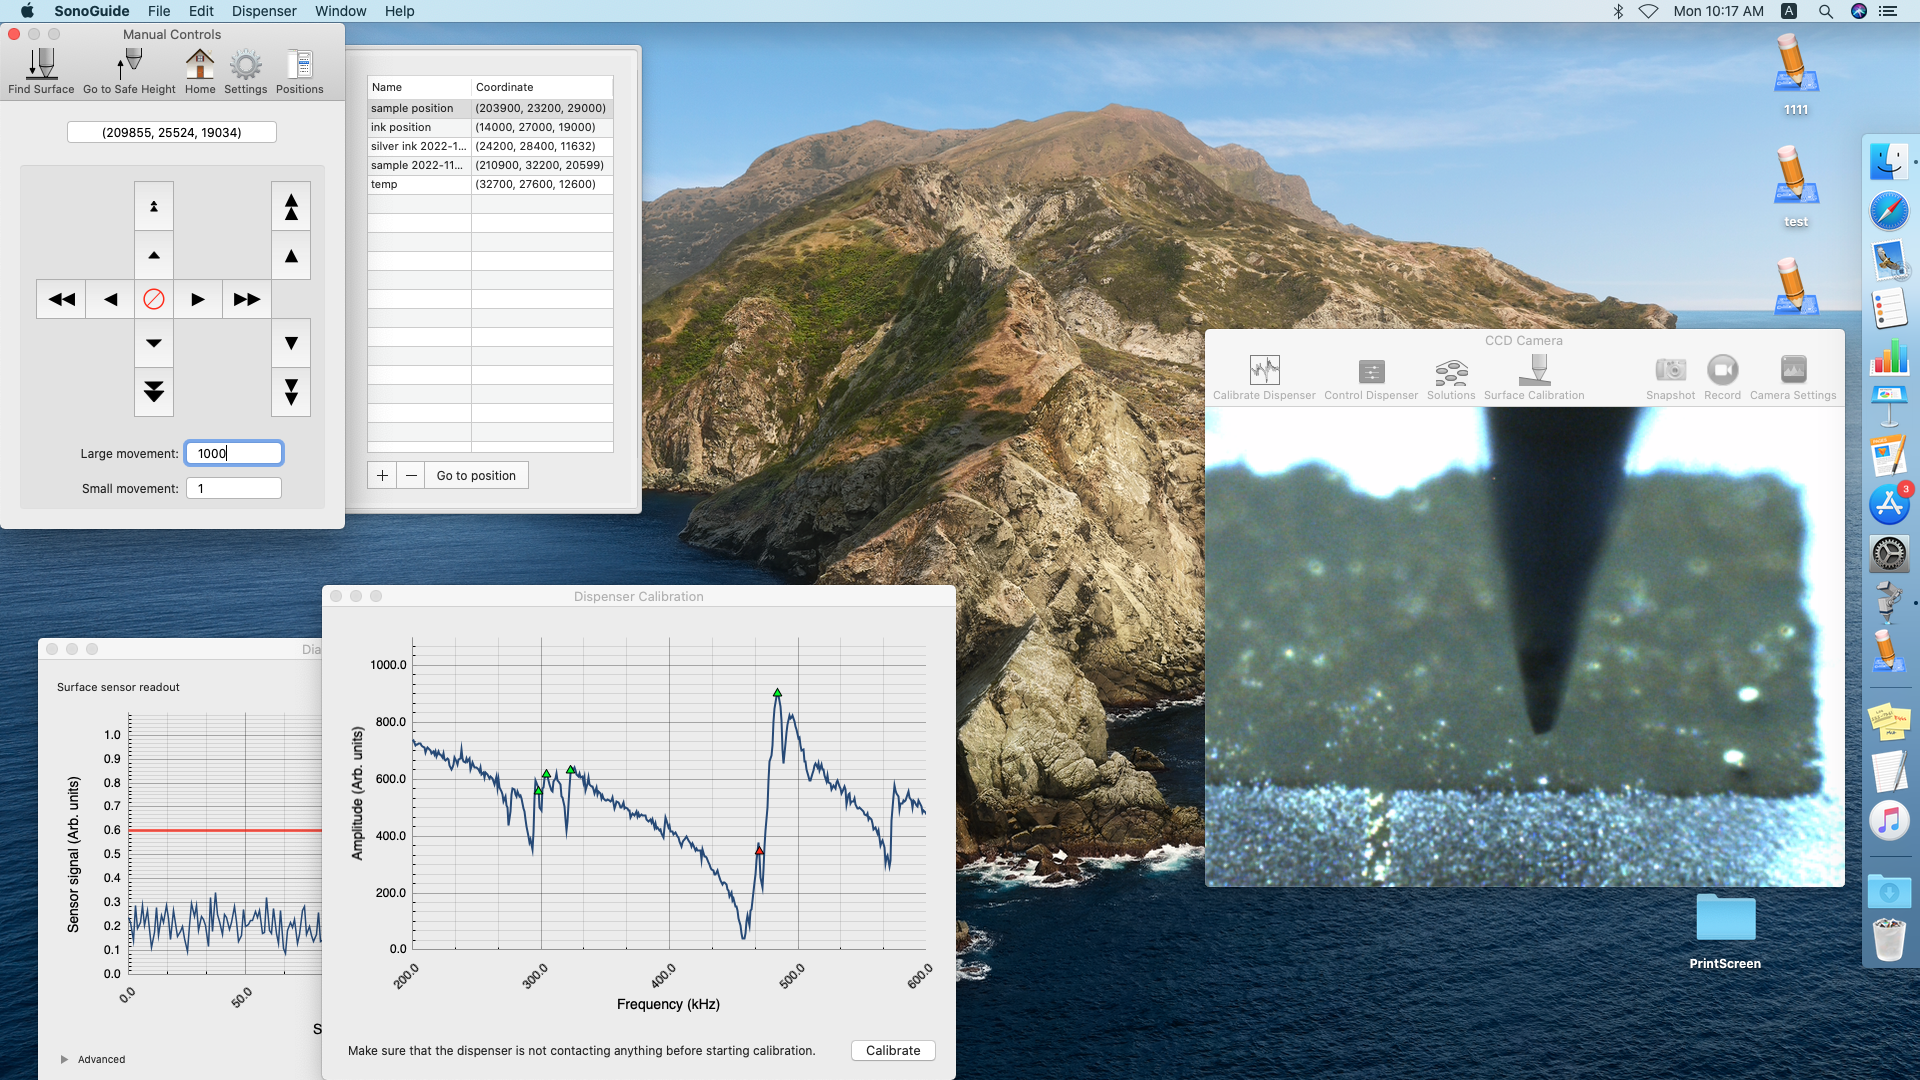 SonoGuide File Edit Dispenser Window Help
Mon 10:17 AM A
Manual Controls
Find Surface Go to Safe Height Home Settings Positions
(209855, 25524, 19034)
Large movement: 1000
Small movement: 1
Name Coordinate
sample position (203900, 23200, 29000)
ink position (14000, 27000, 19000)
silver ink 2022-1... (24200, 28400, 11632)
sample 2022-11... (210900, 32200, 20599)
temp (32700, 27600, 12600)
+ − Go to position
1111
test
3
CCD Camera
Calibrate Dispenser Control Dispenser Solutions Surface Calibration Snapshot Record Camera Settings
PrintScreen
Dia
Surface sensor readout
Sensor signal (Arb. units)
1.0
0.9
0.8
0.7
0.6
0.5
0.4
0.3
0.2
0.1
0.0
0.0 50.0
S
Advanced
Dispenser Calibration
Amplitude (Arb. units)
1000.0
800.0
600.0
400.0
200.0
0.0
200.0 300.0 400.0 500.0 600.0
Frequency (kHz)
Make sure that the dispenser is not contacting anything before starting calibration.
Calibrate